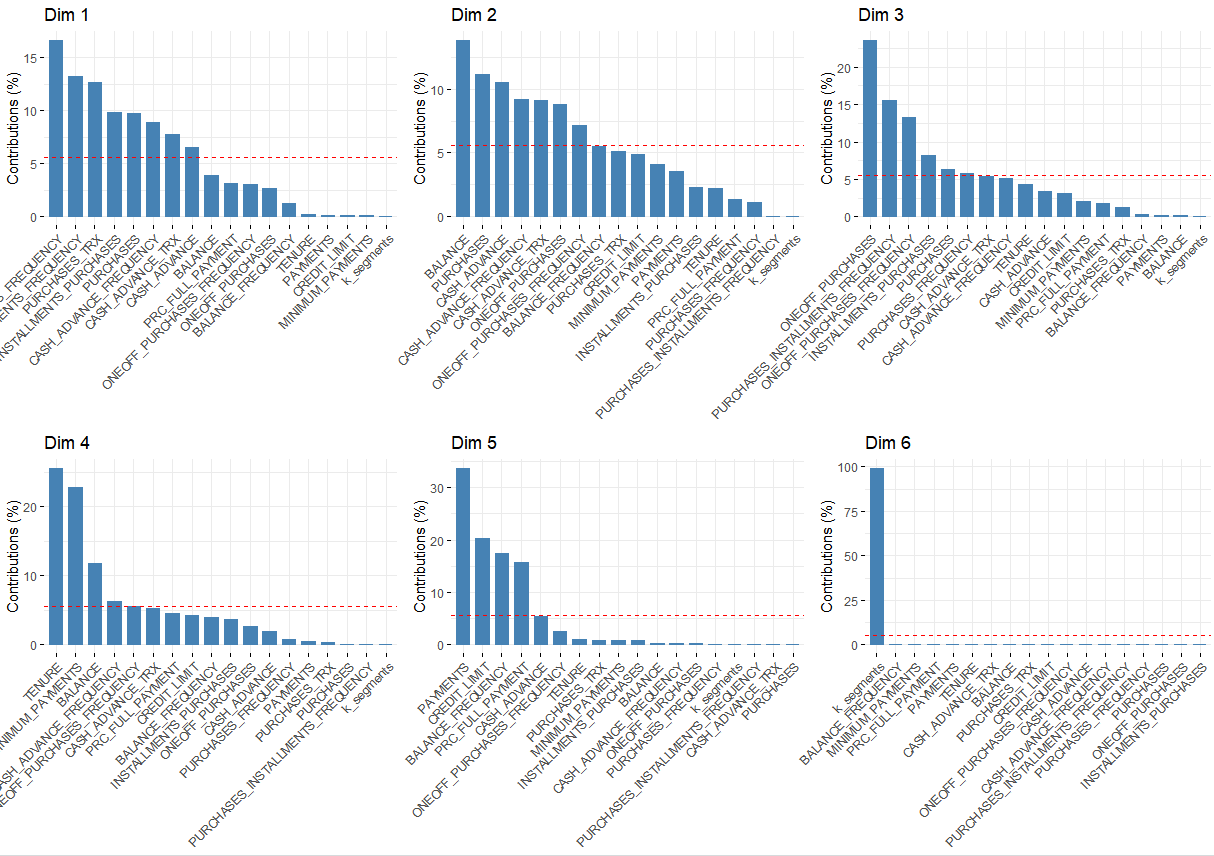 Dim 1
Contributions (%)
15
10
5
0
PURCHASES_TRX
PURCHASES
CASH_ADVANCE_FREQUENCY
CASH_ADVANCE_TRX
CASH_ADVANCE
BALANCE
PRC_FULL_PAYMENT
ONEOFF_PURCHASES_FREQUENCY
ONEOFF_PURCHASES
BALANCE_FREQUENCY
TENURE
PAYMENTS
CREDIT_LIMIT
MINIMUM_PAYMENTS
k_segments
Dim 2
Contributions (%)
10
5
0
BALANCE
PURCHASES
CASH_ADVANCE
CASH_ADVANCE_FREQUENCY
CASH_ADVANCE_TRX
ONEOFF_PURCHASES
ONEOFF_PURCHASES_FREQUENCY
BALANCE_FREQUENCY
PURCHASES_TRX
CREDIT_LIMIT
MINIMUM_PAYMENTS
PAYMENTS
INSTALLMENTS_PURCHASES
TENURE
PRC_FULL_PAYMENT
PURCHASES_FREQUENCY
PURCHASES_INSTALLMENTS_FREQUENCY
k_segments
Dim 3
Contributions (%)
20
15
10
5
0
ONEOFF_PURCHASES
PURCHASES_INSTALLMENTS_FREQUENCY
ONEOFF_PURCHASES_FREQUENCY
INSTALLMENTS_PURCHASES
PURCHASES_FREQUENCY
CASH_ADVANCE_TRX
CASH_ADVANCE_FREQUENCY
TENURE
CASH_ADVANCE
CREDIT_LIMIT
MINIMUM_PAYMENTS
PRC_FULL_PAYMENT
PURCHASES_TRX
BALANCE_FREQUENCY
PAYMENTS
BALANCE
k_segments
Dim 4
Contributions (%)
20
10
0
TENURE
BALANCE
CASH_ADVANCE_TRX
PRC_FULL_PAYMENT
CREDIT_LIMIT
BALANCE_FREQUENCY
INSTALLMENTS_PURCHASES
ONEOFF_PURCHASES
CASH_ADVANCE
PURCHASES_FREQUENCY
PAYMENTS
PURCHASES_TRX
PURCHASES
PURCHASES_INSTALLMENTS_FREQUENCY
k_segments
Dim 5
Contributions (%)
30
20
10
0
PAYMENTS
CREDIT_LIMIT
BALANCE_FREQUENCY
PRC_FULL_PAYMENT
CASH_ADVANCE
ONEOFF_PURCHASES_FREQUENCY
TENURE
PURCHASES_TRX
MINIMUM_PAYMENTS
INSTALLMENTS_PURCHASES
BALANCE
CASH_ADVANCE_FREQUENCY
ONEOFF_PURCHASES
PURCHASES_FREQUENCY
k_segments
PURCHASES_INSTALLMENTS_FREQUENCY
CASH_ADVANCE_TRX
PURCHASES
Dim 6
Contributions (%)
100
75
50
25
0
k_segments
BALANCE_FREQUENCY
MINIMUM_PAYMENTS
PRC_FULL_PAYMENT
PAYMENTS
TENURE
CASH_ADVANCE_TRX
BALANCE
PURCHASES_TRX
CREDIT_LIMIT
ONEOFF_PURCHASES_FREQUENCY
CASH_ADVANCE
CASH_ADVANCE_FREQUENCY
PURCHASES_INSTALLMENTS_FREQUENCY
PURCHASES_FREQUENCY
PURCHASES
ONEOFF_PURCHASES
INSTALLMENTS_PURCHASES